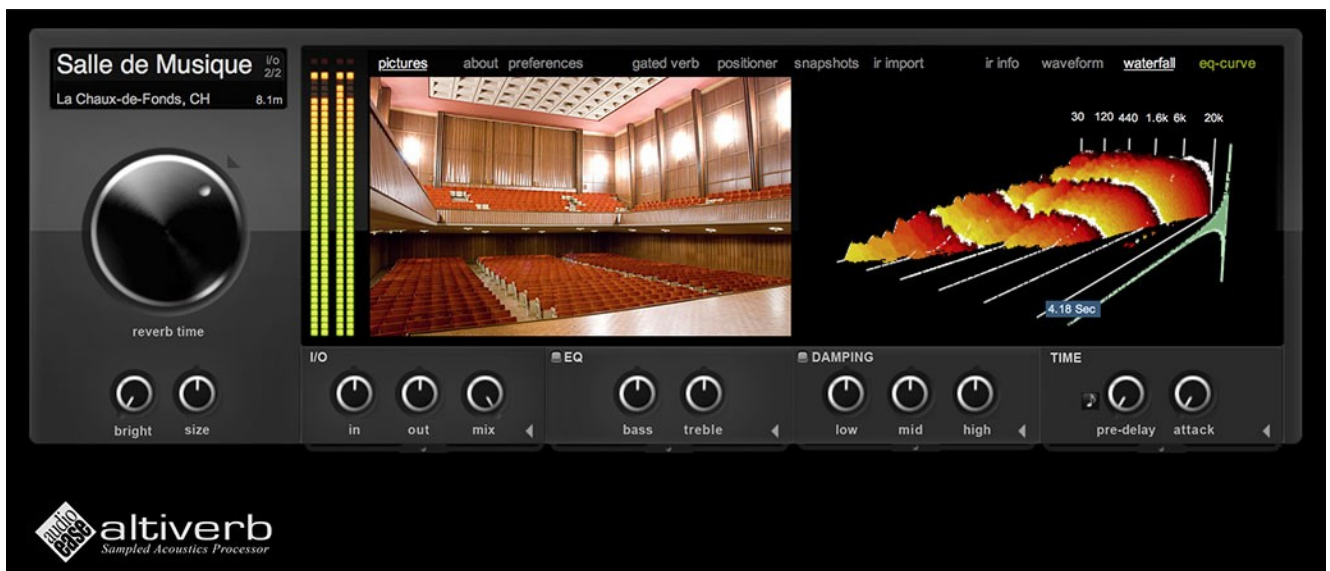 Salle de Musique I/o 2/2
La Chaux-de-Fonds, CH 8.1m
pictures about preferences gated verb positioner snapshots ir import ir info waveform waterfall eq-curve
30 120 440 1.6k 6k 20k
4.18 Sec
reverb time
bright size
I/O EQ DAMPING TIME
in out mix bass treble low mid high pre-delay attack
audio ease altiverb
Sampled Acoustics Processor